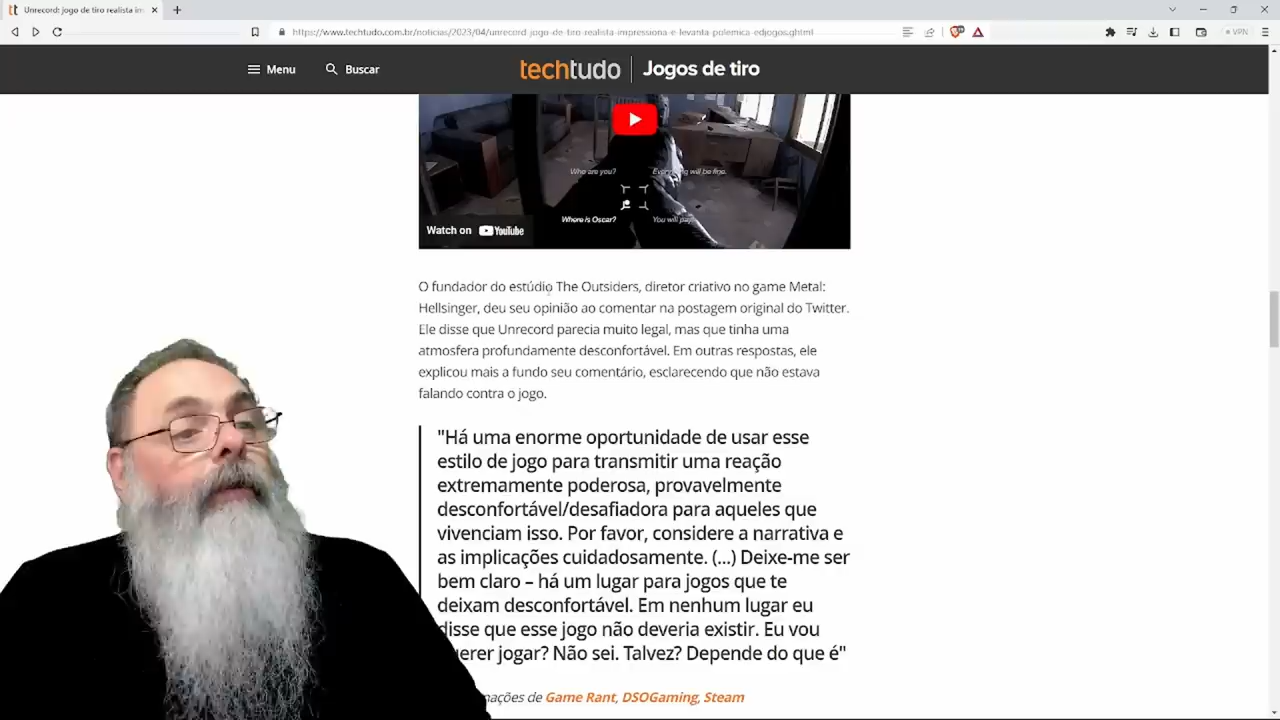 Unrecord: jogo de tiro realista im
https://www.techtudo.com.br/noticias/2023/04/unrecord-jogo-de-tiro-realista-impressiona-e-levanta-polemica-edjogos.ghtml
VPN
Menu
Buscar
techtudo
Jogos de tiro
Who are you?
will be fine.
Where is Oscar?
You will pay
Watch on YouTube
O fundador do estúdio The Outsiders, diretor criativo no game Metal:
Hellsinger, deu seu opinião ao comentar na postagem original do Twitter.
Ele disse que Unrecord parecia muito legal, mas que tinha uma
atmosfera profundamente desconfortável. Em outras respostas, ele
explicou mais a fundo seu comentário, esclarecendo que não estava
falando contra o jogo.
"Há uma enorme oportunidade de usar esse
estilo de jogo para transmitir uma reação
extremamente poderosa, provavelmente
desconfortável/desafiadora para aqueles que
vivenciam isso. Por favor, considere a narrativa e
as implicações cuidadosamente. (...) Deixe-me ser
bem claro – há um lugar para jogos que te
deixam desconfortável. Em nenhum lugar eu
disse que esse jogo não deveria existir. Eu vou
uerer jogar? Não sei. Talvez? Depende do que é"
mações de Game Rant, DSOGaming, Steam